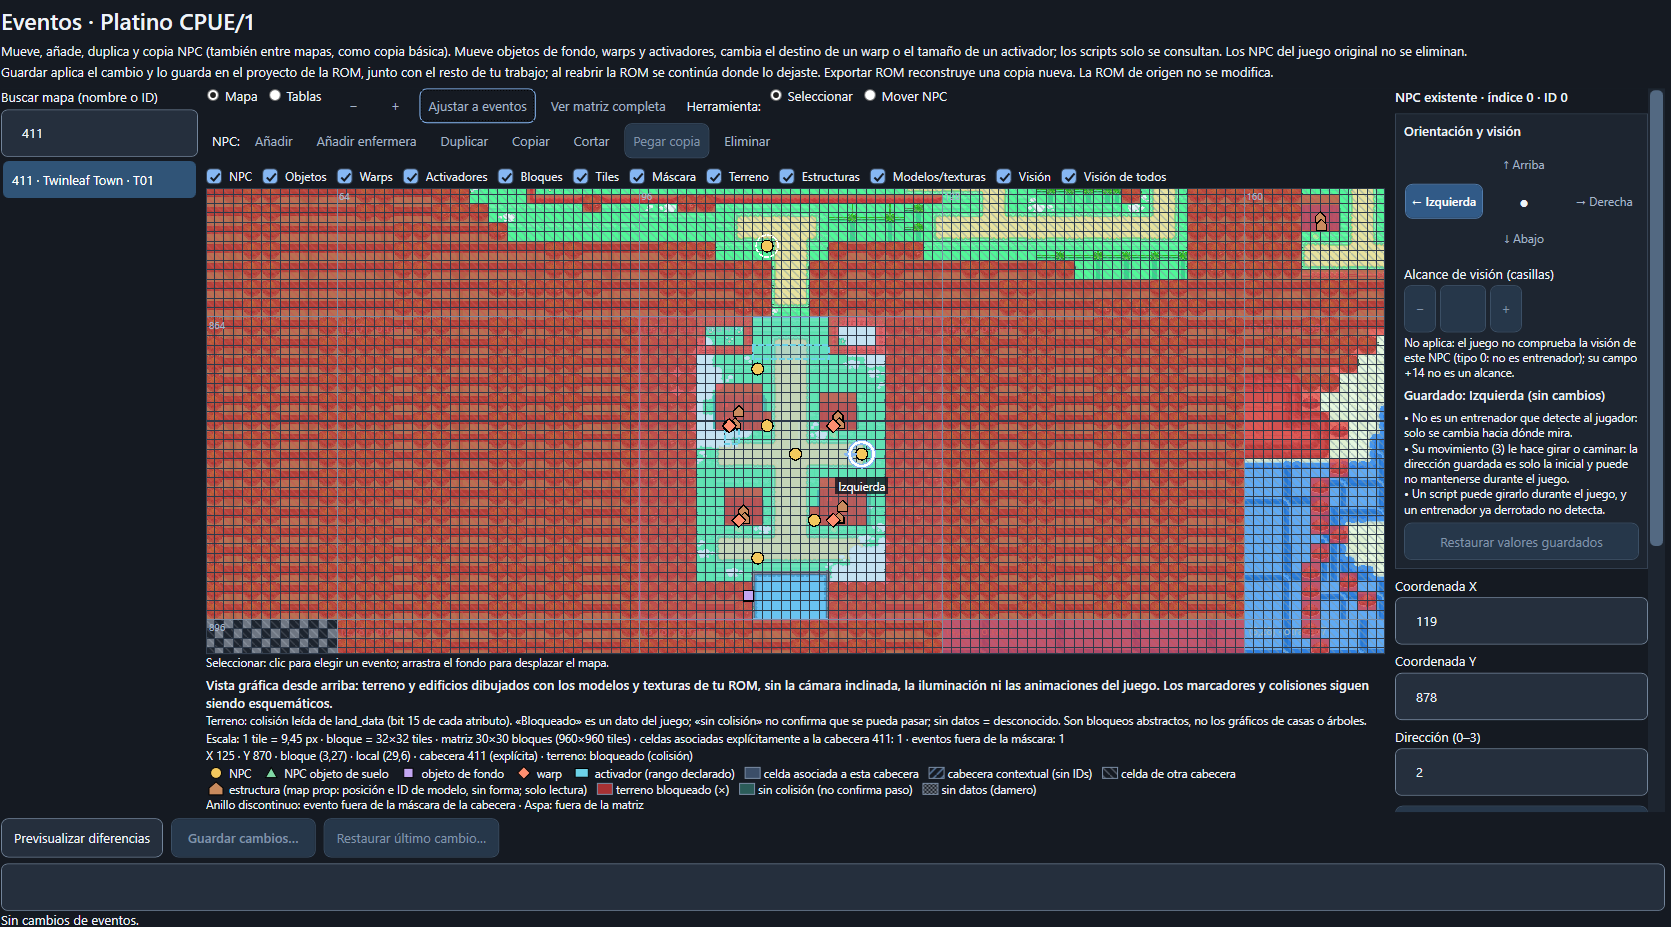 Eventos · Platino CPUE/1
Mueve, añade, duplica y copia NPC (también entre mapas, como copia básica). Mueve objetos de fondo, warps y activadores, cambia el destino de un warp o el tamaño de un activador; los scripts solo se consultan. Los NPC del juego original no se eliminan.
Guardar aplica el cambio y lo guarda en el proyecto de la ROM, junto con el resto de tu trabajo; al reabrir la ROM se continúa donde lo dejaste. Exportar ROM reconstruye una copia nueva. La ROM de origen no se modifica.
Buscar mapa (nombre o ID)
411
411 · Twinleaf Town · T01
Mapa Tablas − + Ajustar a eventos Ver matriz completa Herramienta: Seleccionar Mover NPC
NPC: Añadir Añadir enfermera Duplicar Copiar Cortar Pegar copia Eliminar
NPC Objetos Warps Activadores Bloques Tiles Máscara Terreno Estructuras Modelos/texturas Visión Visión de todos
64 96 160
864
Izquierda
896
Seleccionar: clic para elegir un evento; arrastra el fondo para desplazar el mapa.
Vista gráfica desde arriba: terreno y edificios dibujados con los modelos y texturas de tu ROM, sin la cámara inclinada, la iluminación ni las animaciones del juego. Los marcadores y colisiones siguen
siendo esquemáticos.
Terreno: colisión leída de land_data (bit 15 de cada atributo). «Bloqueado» es un dato del juego; «sin colisión» no confirma que se pueda pasar; sin datos = desconocido. Son bloqueos abstractos, no los gráficos de casas o árboles.
Escala: 1 tile = 9,45 px · bloque = 32×32 tiles · matriz 30×30 bloques (960×960 tiles) · celdas asociadas explícitamente a la cabecera 411: 1 · eventos fuera de la máscara: 1
X 125 · Y 870 · bloque (3,27) · local (29,6) · cabecera 411 (explícita) · terreno: bloqueado (colisión)
NPC NPC objeto de suelo objeto de fondo warp activador (rango declarado) celda asociada a esta cabecera cabecera contextual (sin IDs) celda de otra cabecera
estructura (map prop: posición e ID de modelo, sin forma; solo lectura) terreno bloqueado (×) sin colisión (no confirma paso) sin datos (damero)
Anillo discontinuo: evento fuera de la máscara de la cabecera · Aspa: fuera de la matriz
NPC existente · índice 0 · ID 0
Orientación y visión
↑ Arriba
← Izquierda
→ Derecha
↓ Abajo
Alcance de visión (casillas)
− +
No aplica: el juego no comprueba la visión de
este NPC (tipo 0: no es entrenador); su campo
+14 no es un alcance.
Guardado: Izquierda (sin cambios)
• No es un entrenador que detecte al jugador:
solo se cambia hacia dónde mira.
• Su movimiento (3) le hace girar o caminar: la
dirección guardada es solo la inicial y puede
no mantenerse durante el juego.
• Un script puede girarlo durante el juego, y
un entrenador ya derrotado no detecta.
Restaurar valores guardados
Coordenada X
119
Coordenada Y
878
Dirección (0–3)
2
Previsualizar diferencias Guardar cambios... Restaurar último cambio...
Sin cambios de eventos.